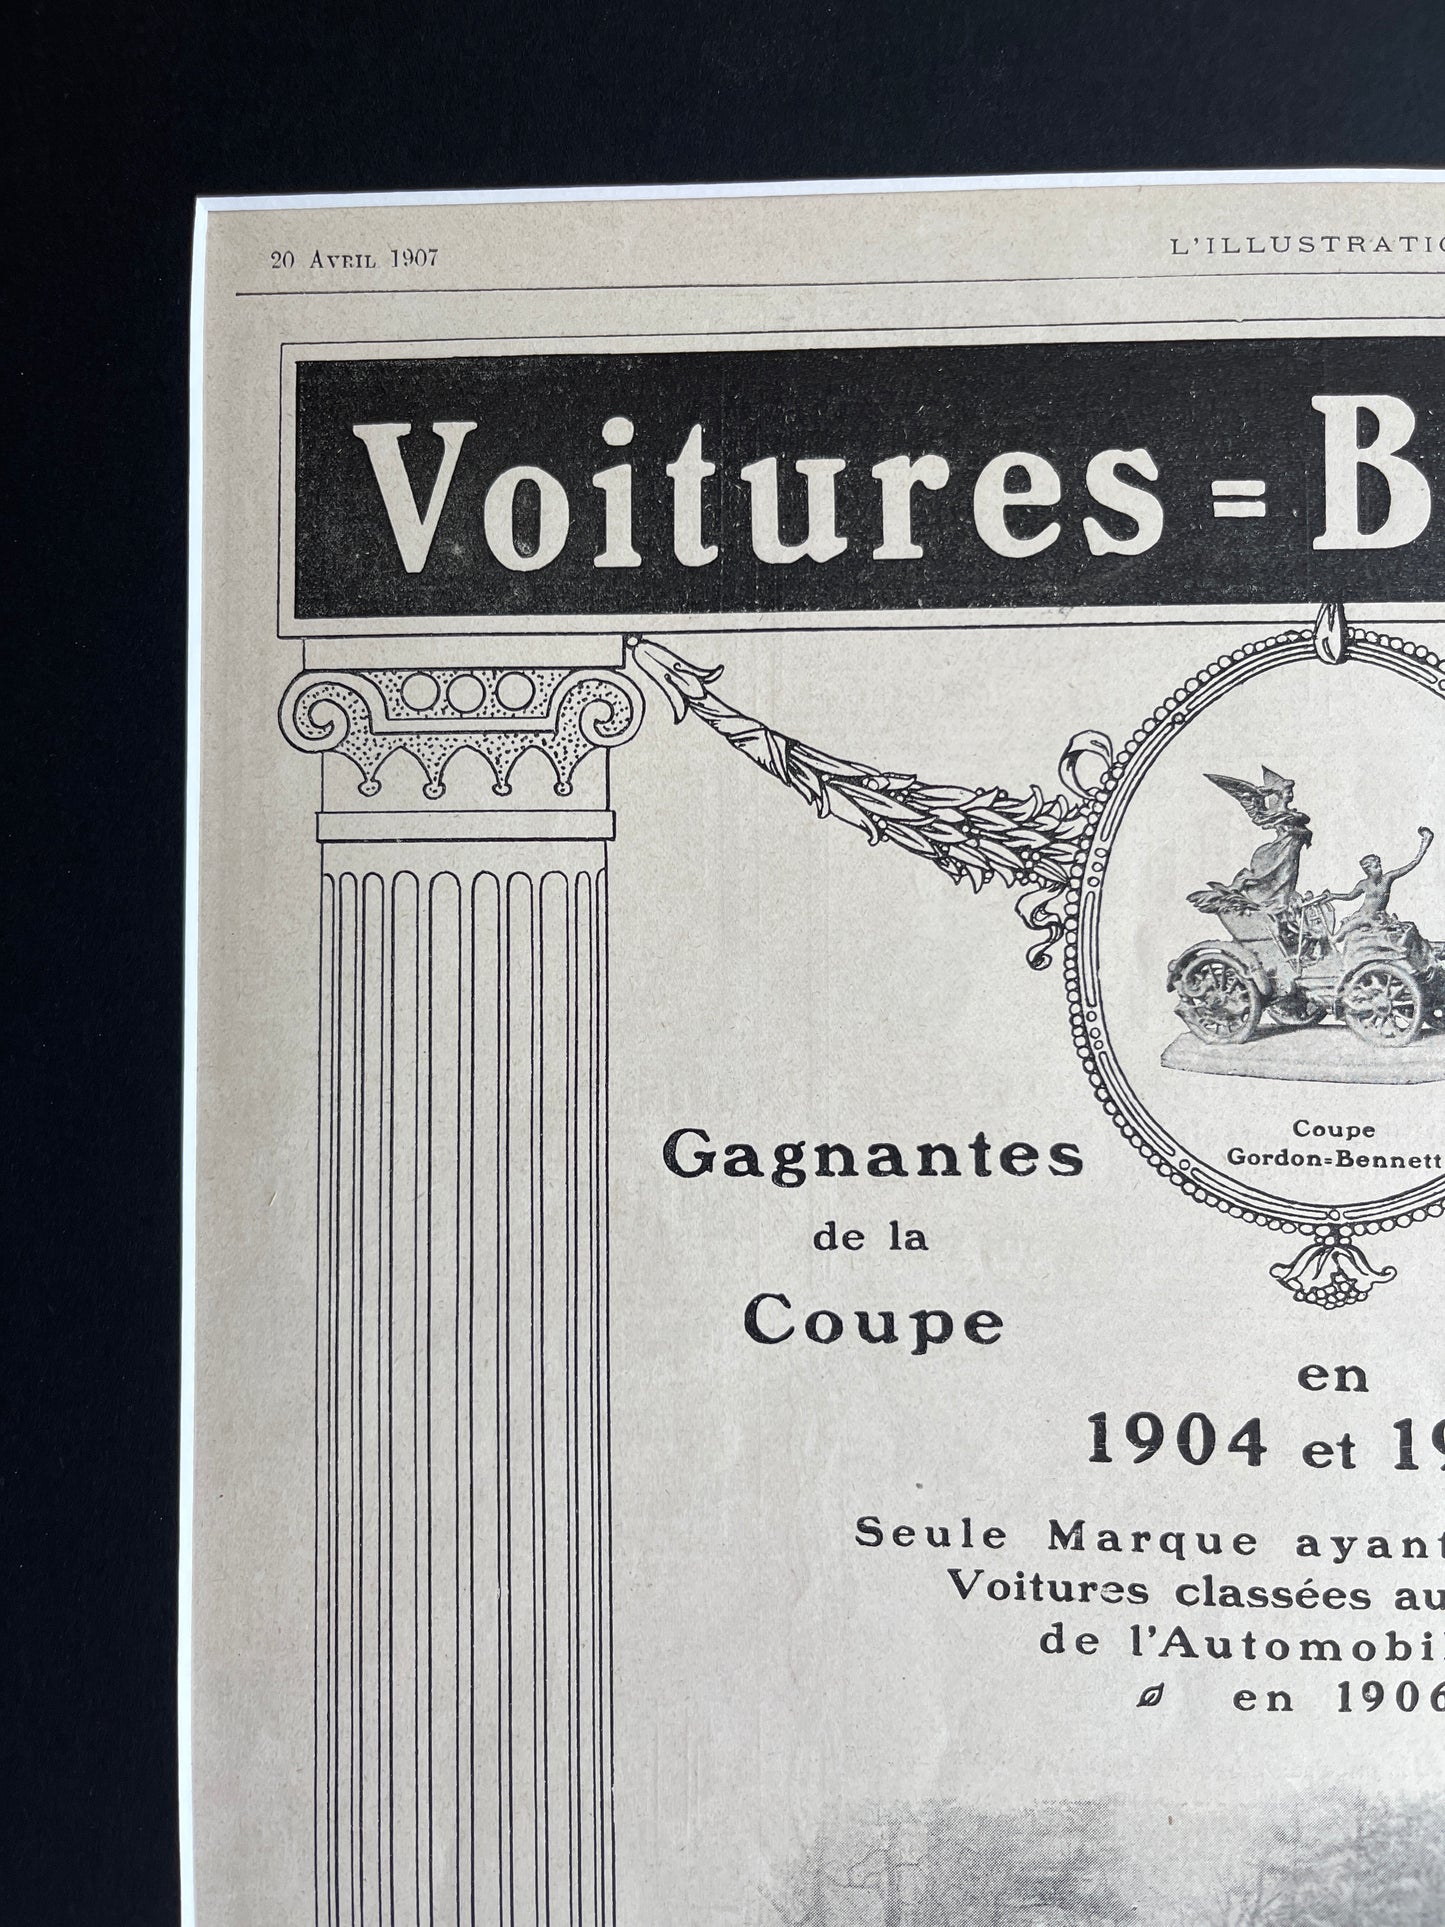 20 Avril 1907
L'ILLUSTRATIO
Voitures = B
Coupe
Gordon=Bennett
Gagnantes
de la
Coupe
en
1904 et 19
Seule Marque ayant
Voitures classées au
de l'Automobil
en 1906